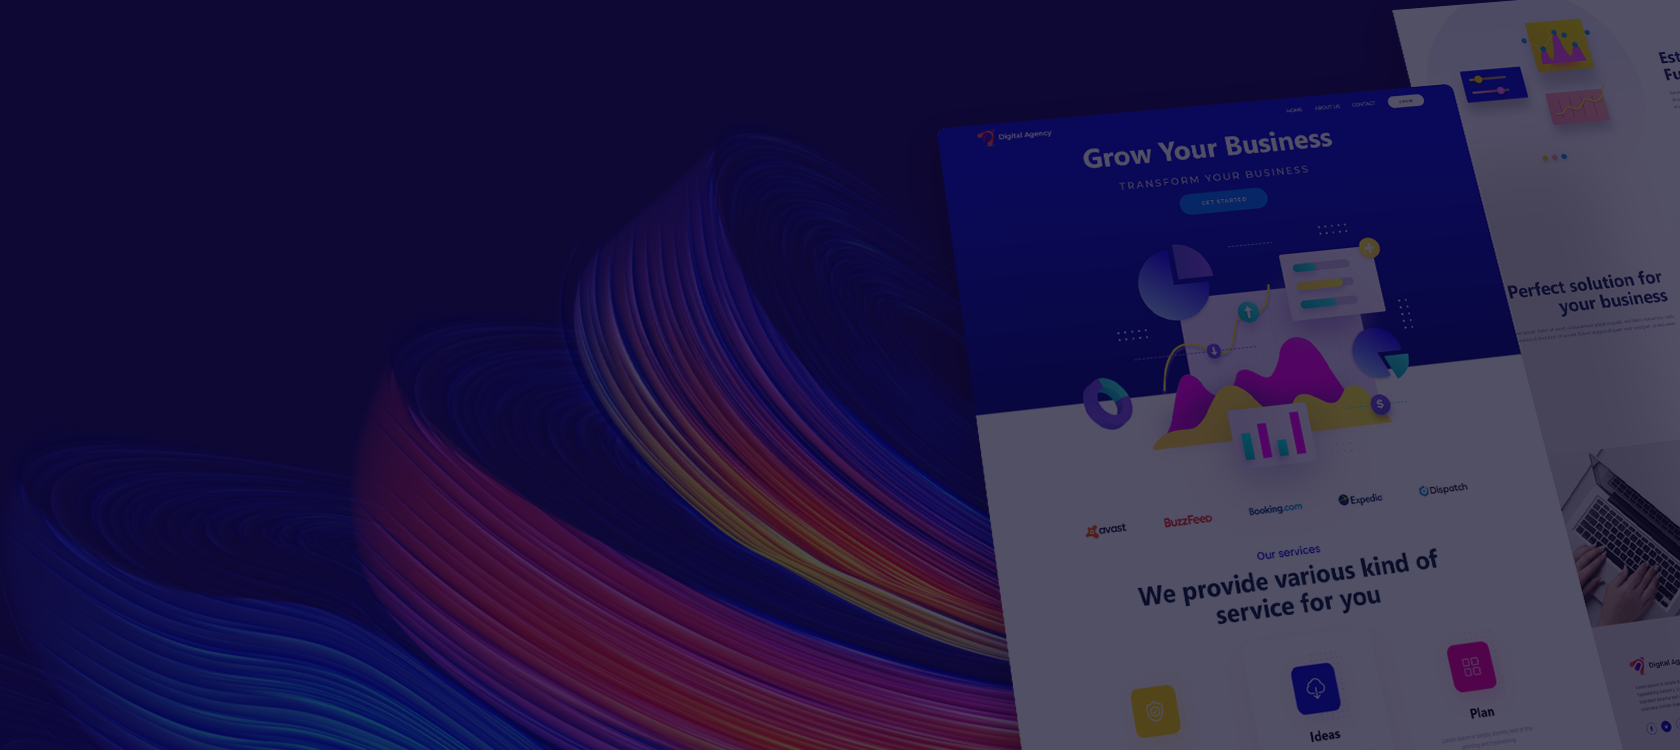 HOME ABOUT US CONTACT
Digital Agency
Grow Your Business
TRANSFORM YOUR BUSINESS
GET STARTED
$
avast
BuzzFeed
Booking.com
Expedia
Dispatch
Our services
We provide various kind of
service for you
Ideas
Plan
Est
Fu
Perfect solution for
your business
Digital Ag